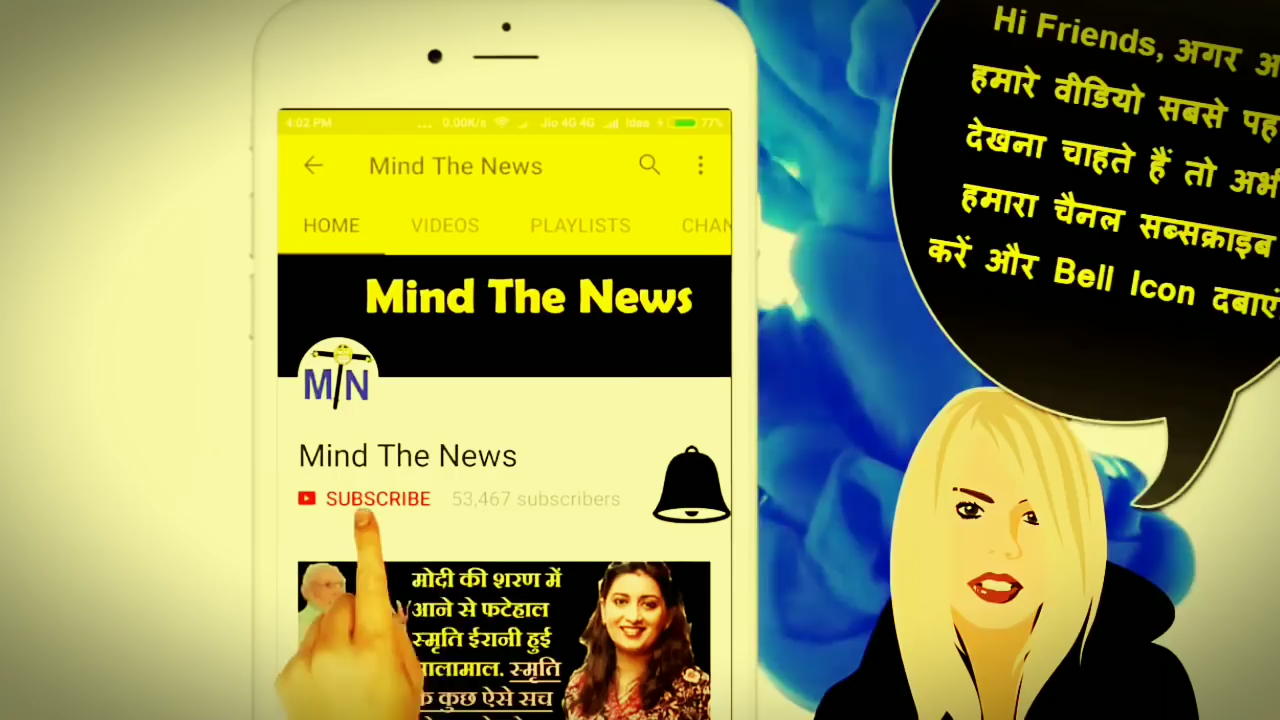 4:02 PM ... 0.00K/s Jio 4G 4G Idea 77%
Mind The News
HOME VIDEOS PLAYLISTS CHAN
Mind The News
M/N
Mind The News
SUBSCRIBE 53,467 subscribers
मोदी की शरण में
आने से फटेहाल
स्मृति ईरानी हुई
स्मृति
कुछ ऐसे सच
Hi Friends, अगर
हमारे वीडियो सबसे
देखना चाहते हैं तो
हमारा चैनल सब्सक्राइब
करें और Bell Icon दबाएं